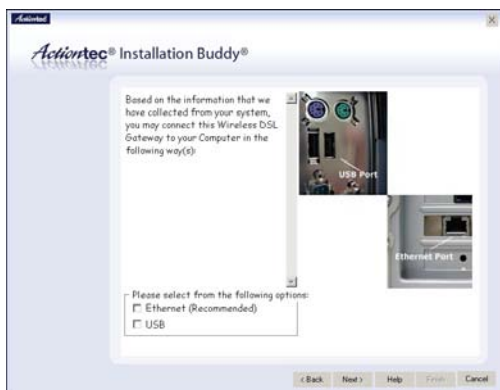 Actiontec
Actiontec® Installation Buddy®
Based on the information that we
have collected from your system,
you may connect this Wireless DSL
Gateway to your Computer in the
following way(s):
USB Port
Ethernet Port
Please select from the following options:
Ethernet (Recommended)
USB
< Back Next > Help Finish Cancel